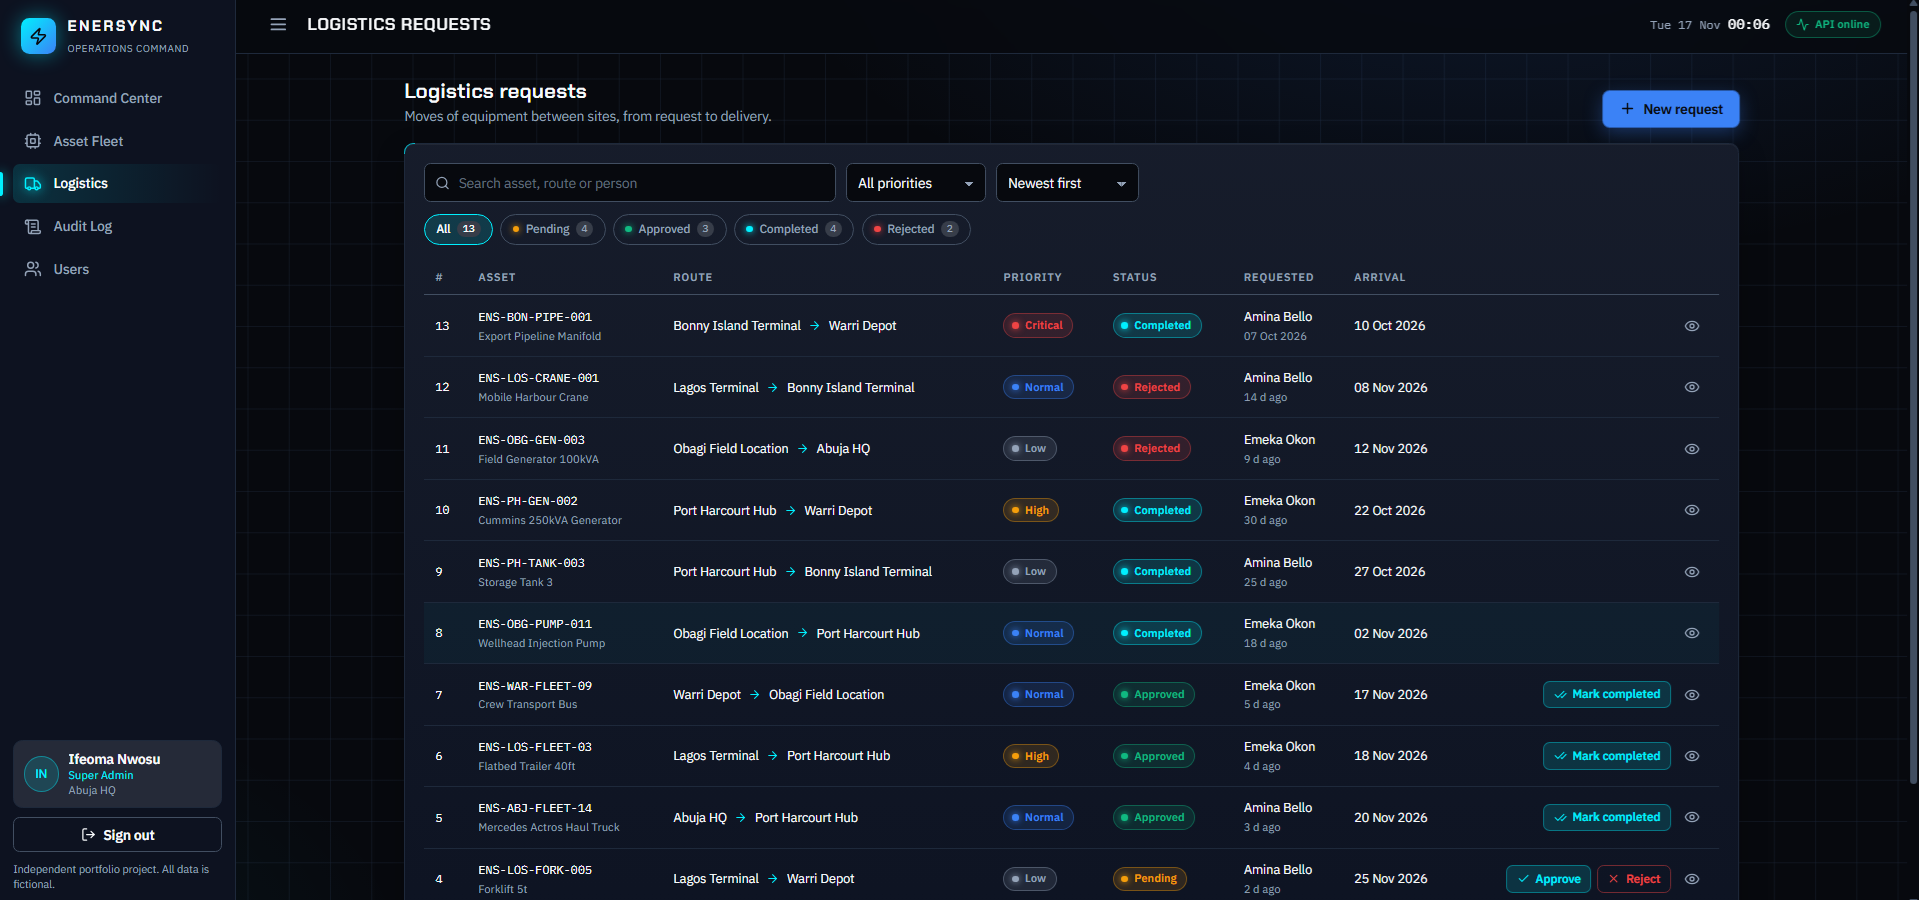 ENERSYNC
OPERATIONS COMMAND
Command Center
Asset Fleet
Logistics
Audit Log
Users
IN
Ifeoma Nwosu
Super Admin
Abuja HQ
Sign out
Independent portfolio project. All data is
fictional.
LOGISTICS REQUESTS
Tue 17 Nov 00:06
API online
Logistics requests
Moves of equipment between sites, from request to delivery.
New request
Search asset, route or person
All priorities
Newest first
All 13
Pending 4
Approved 3
Completed 4
Rejected 2
# ASSET ROUTE PRIORITY STATUS REQUESTED ARRIVAL
13 ENS-BON-PIPE-001 Bonny Island Terminal → Warri Depot Critical Completed Amina Bello 10 Oct 2026
Export Pipeline Manifold 07 Oct 2026
12 ENS-LOS-CRANE-001 Lagos Terminal → Bonny Island Terminal Normal Rejected Amina Bello 08 Nov 2026
Mobile Harbour Crane 14 d ago
11 ENS-OBG-GEN-003 Obagi Field Location → Abuja HQ Low Rejected Emeka Okon 12 Nov 2026
Field Generator 100kVA 9 d ago
10 ENS-PH-GEN-002 Port Harcourt Hub → Warri Depot High Completed Emeka Okon 22 Oct 2026
Cummins 250kVA Generator 30 d ago
9 ENS-PH-TANK-003 Port Harcourt Hub → Bonny Island Terminal Low Completed Amina Bello 27 Oct 2026
Storage Tank 3 25 d ago
8 ENS-OBG-PUMP-011 Obagi Field Location → Port Harcourt Hub Normal Completed Emeka Okon 02 Nov 2026
Wellhead Injection Pump 18 d ago
7 ENS-WAR-FLEET-09 Warri Depot → Obagi Field Location Normal Approved Emeka Okon 17 Nov 2026 Mark completed
Crew Transport Bus 5 d ago
6 ENS-LOS-FLEET-03 Lagos Terminal → Port Harcourt Hub High Approved Emeka Okon 18 Nov 2026 Mark completed
Flatbed Trailer 40ft 4 d ago
5 ENS-ABJ-FLEET-14 Abuja HQ → Port Harcourt Hub Normal Approved Amina Bello 20 Nov 2026 Mark completed
Mercedes Actros Haul Truck 3 d ago
4 ENS-LOS-FORK-005 Lagos Terminal → Warri Depot Low Pending Amina Bello 25 Nov 2026 Approve Reject
Forklift 5t 2 d ago